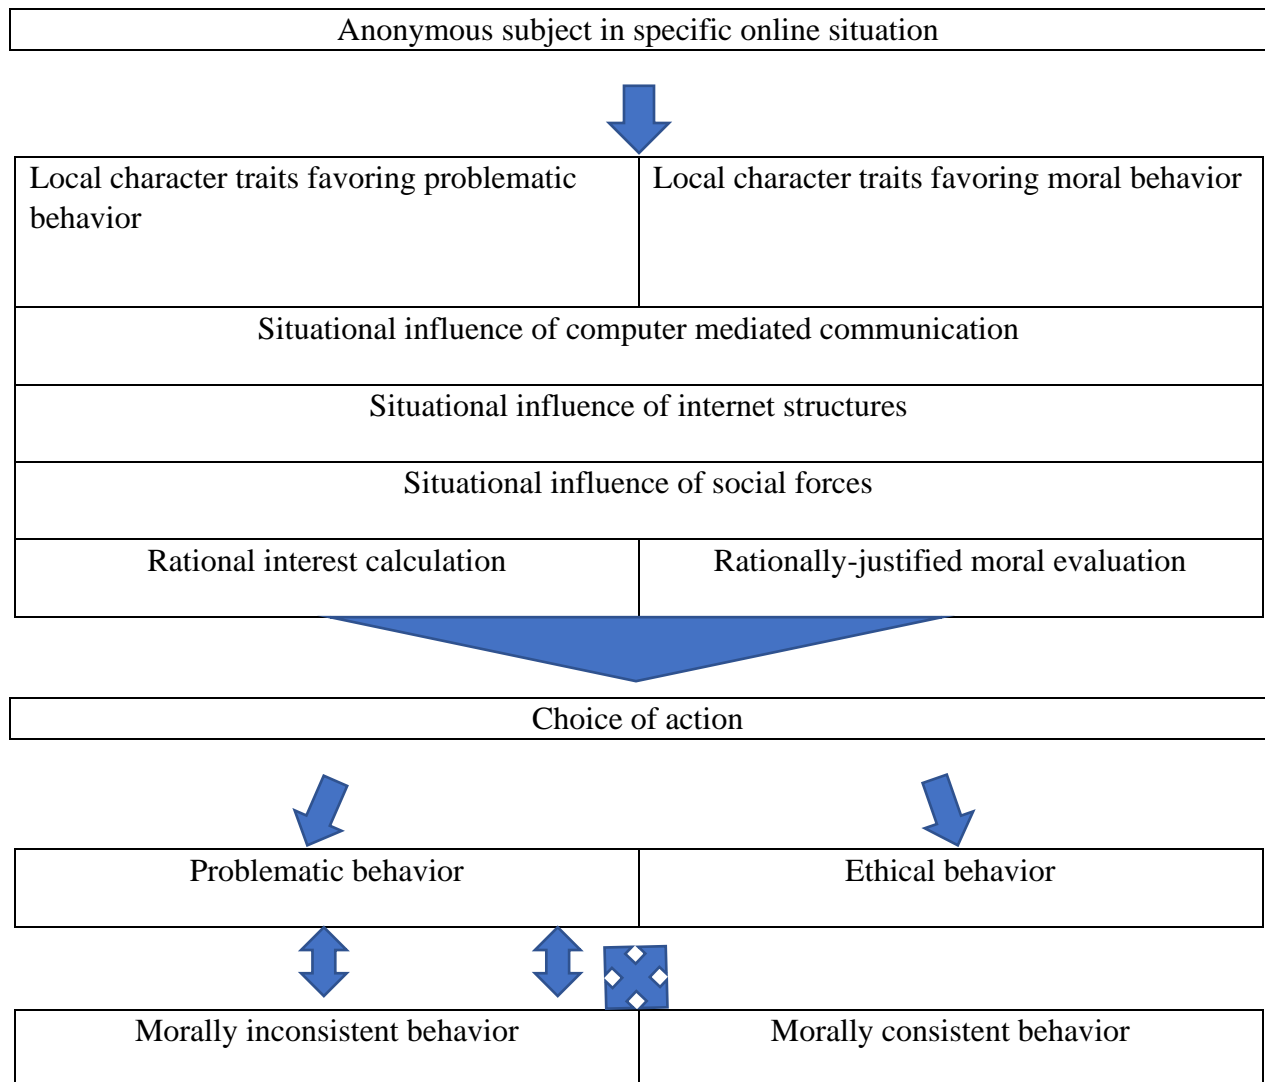 Anonymous subject in specific online situation
Local character traits favoring problematic
behavior
Local character traits favoring moral behavior
Situational influence of computer mediated communication
Situational influence of internet structures
Situational influence of social forces
Rational interest calculation
Rationally-justified moral evaluation
Choice of action
Problematic behavior
Ethical behavior
Morally inconsistent behavior
Morally consistent behavior